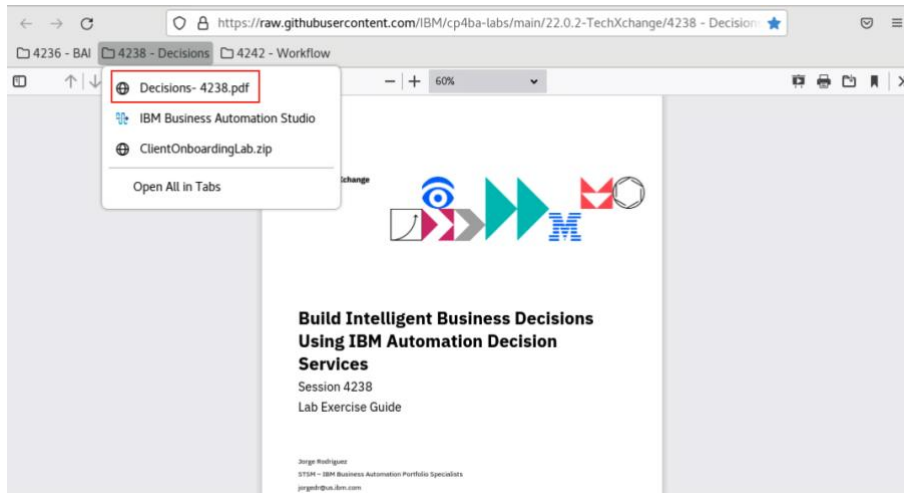 https://raw.githubusercontent.com/IBM/cp4ba-labs/main/22.0.2-TechXchange/4238 - Decision
4236 - BAI 4238 - Decisions 4242 - Workflow
60%
Decisions- 4238.pdf
IBM Business Automation Studio
ClientOnboardingLab.zip
Open All in Tabs
change
IBM
Build Intelligent Business Decisions
Using IBM Automation Decision
Services
Session 4238
Lab Exercise Guide
Jorge Rodriguez
STSM – IBM Business Automation Portfolio Specialists
jorgedr@us.ibm.com